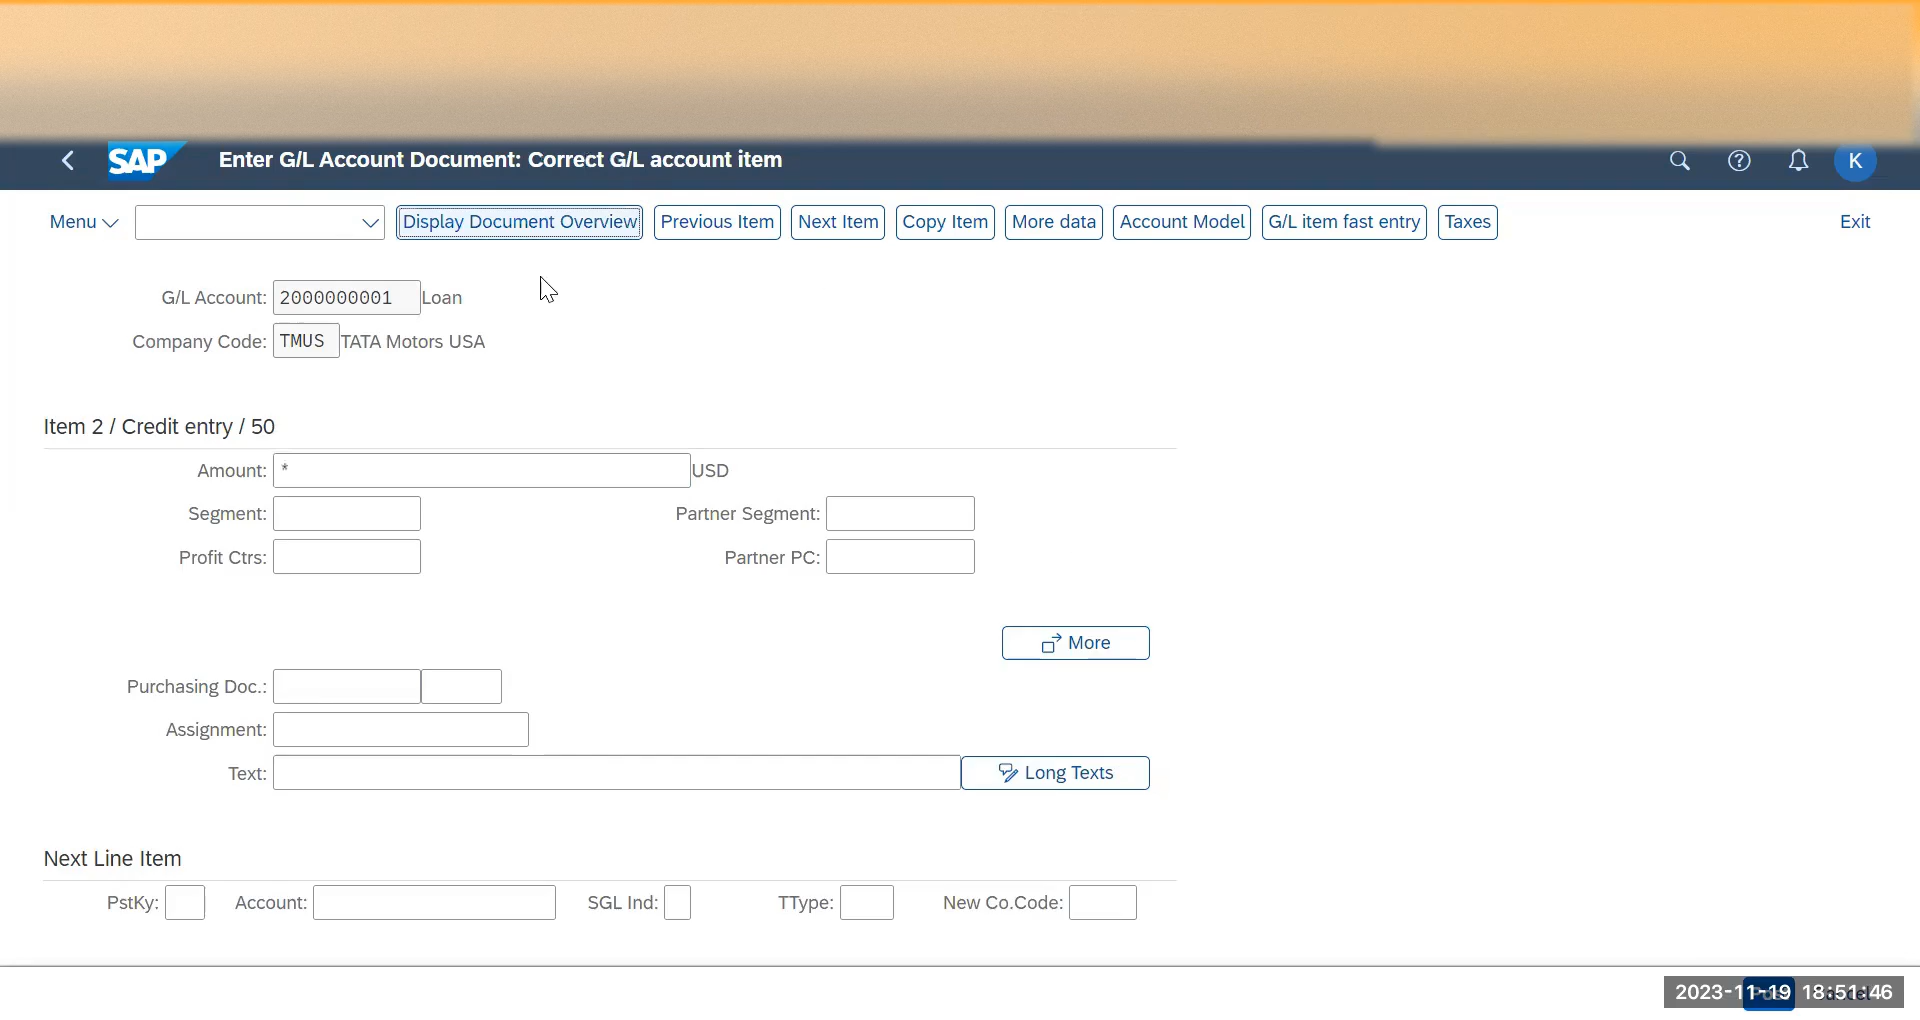 SAP Enter G/L Account Document: Correct G/L account item K
Menu Display Document Overview Previous Item Next Item Copy Item More data Account Model G/L item fast entry Taxes Exit
G/L Account: 2000000001 Loan
Company Code: TMUS TATA Motors USA
Item 2 / Credit entry / 50
Amount: * USD
Segment: Partner Segment:
Profit Ctrs: Partner PC:
More
Purchasing Doc.:
Assignment:
Text: Long Texts
Next Line Item
PstKy: Account: SGL Ind: TType: New Co.Code:
2023-11-19 18:51:46